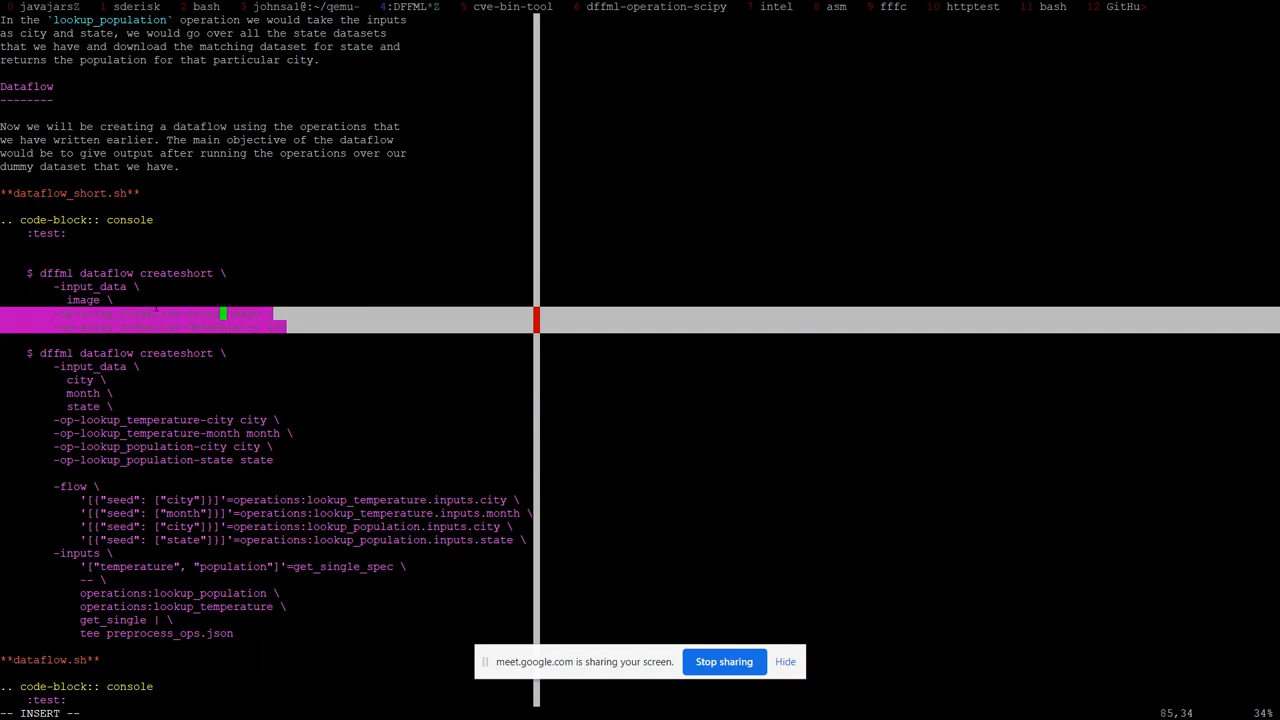 0 javajarsZ 1 sderisk 2 bash 3 johnsal@:~/qemu- 4:DFFML*Z 5 cve-bin-tool 6 dffml-operation-scipy 7 intel 8 asm 9 fffc 10 httptest 11 bash 12 GitHu>
In the `lookup_population` operation we would take the inputs
as city and state, we would go over all the state datasets
that we have and download the matching dataset for state and
returns the population for that particular city.
Dataflow
--------
Now we will be creating a dataflow using the operations that
we have written earlier. The main objective of the dataflow
would be to give output after running the operations over our
dummy dataset that we have.
**dataflow_short.sh**
.. code-block:: console
:test:
$ dffml dataflow createshort \
-input_data \
image \
$ dffml dataflow createshort \
-input_data \
city \
month \
state \
-op-lookup_temperature-city city \
-op-lookup_temperature-month month \
-op-lookup_population-city city \
-op-lookup_population-state state
-flow \
'[{"seed": ["city"]}]'=operations:lookup_temperature.inputs.city \
'[{"seed": ["month"]}]'=operations:lookup_temperature.inputs.month \
'[{"seed": ["city"]}]'=operations:lookup_population.inputs.city \
'[{"seed": ["state"]}]'=operations:lookup_population.inputs.state \
-inputs \
'["temperature", "population"]'=get_single_spec \
-- \
operations:lookup_population \
operations:lookup_temperature \
get_single | \
tee preprocess_ops.json
**dataflow.sh**
.. code-block:: console
:test:
-- INSERT -- 85,34 34%
meet.google.com is sharing your screen. Stop sharing Hide